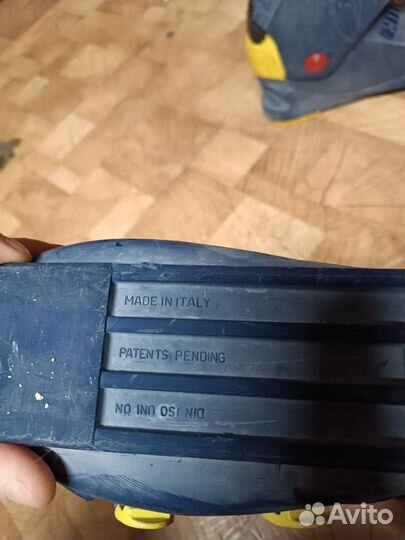 MADE IN ITALY
PATENTS PENDING
DIN ISO UNI ON
Avito